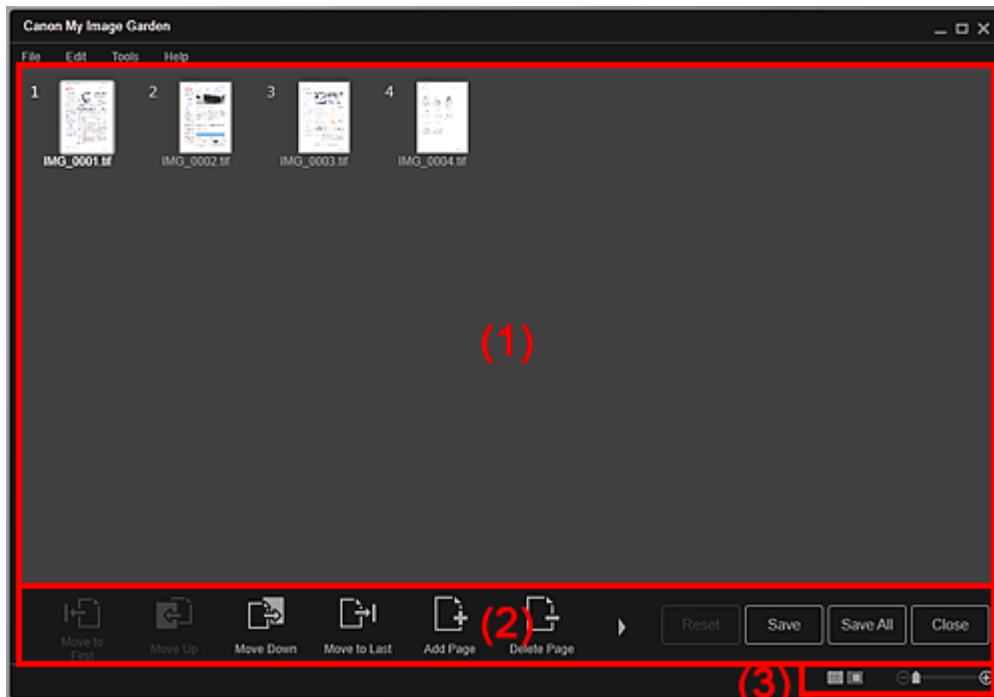 Canon My Image Garden
File Edit Tools Help
1 2 3 4
IMG_0001.tif IMG_0002.tif IMG_0003.tif IMG_0004.tif
(1)
Move to First Move Up Move Down Move to Last Add Page (2) Delete Page Reset Save Save All Close
(3)